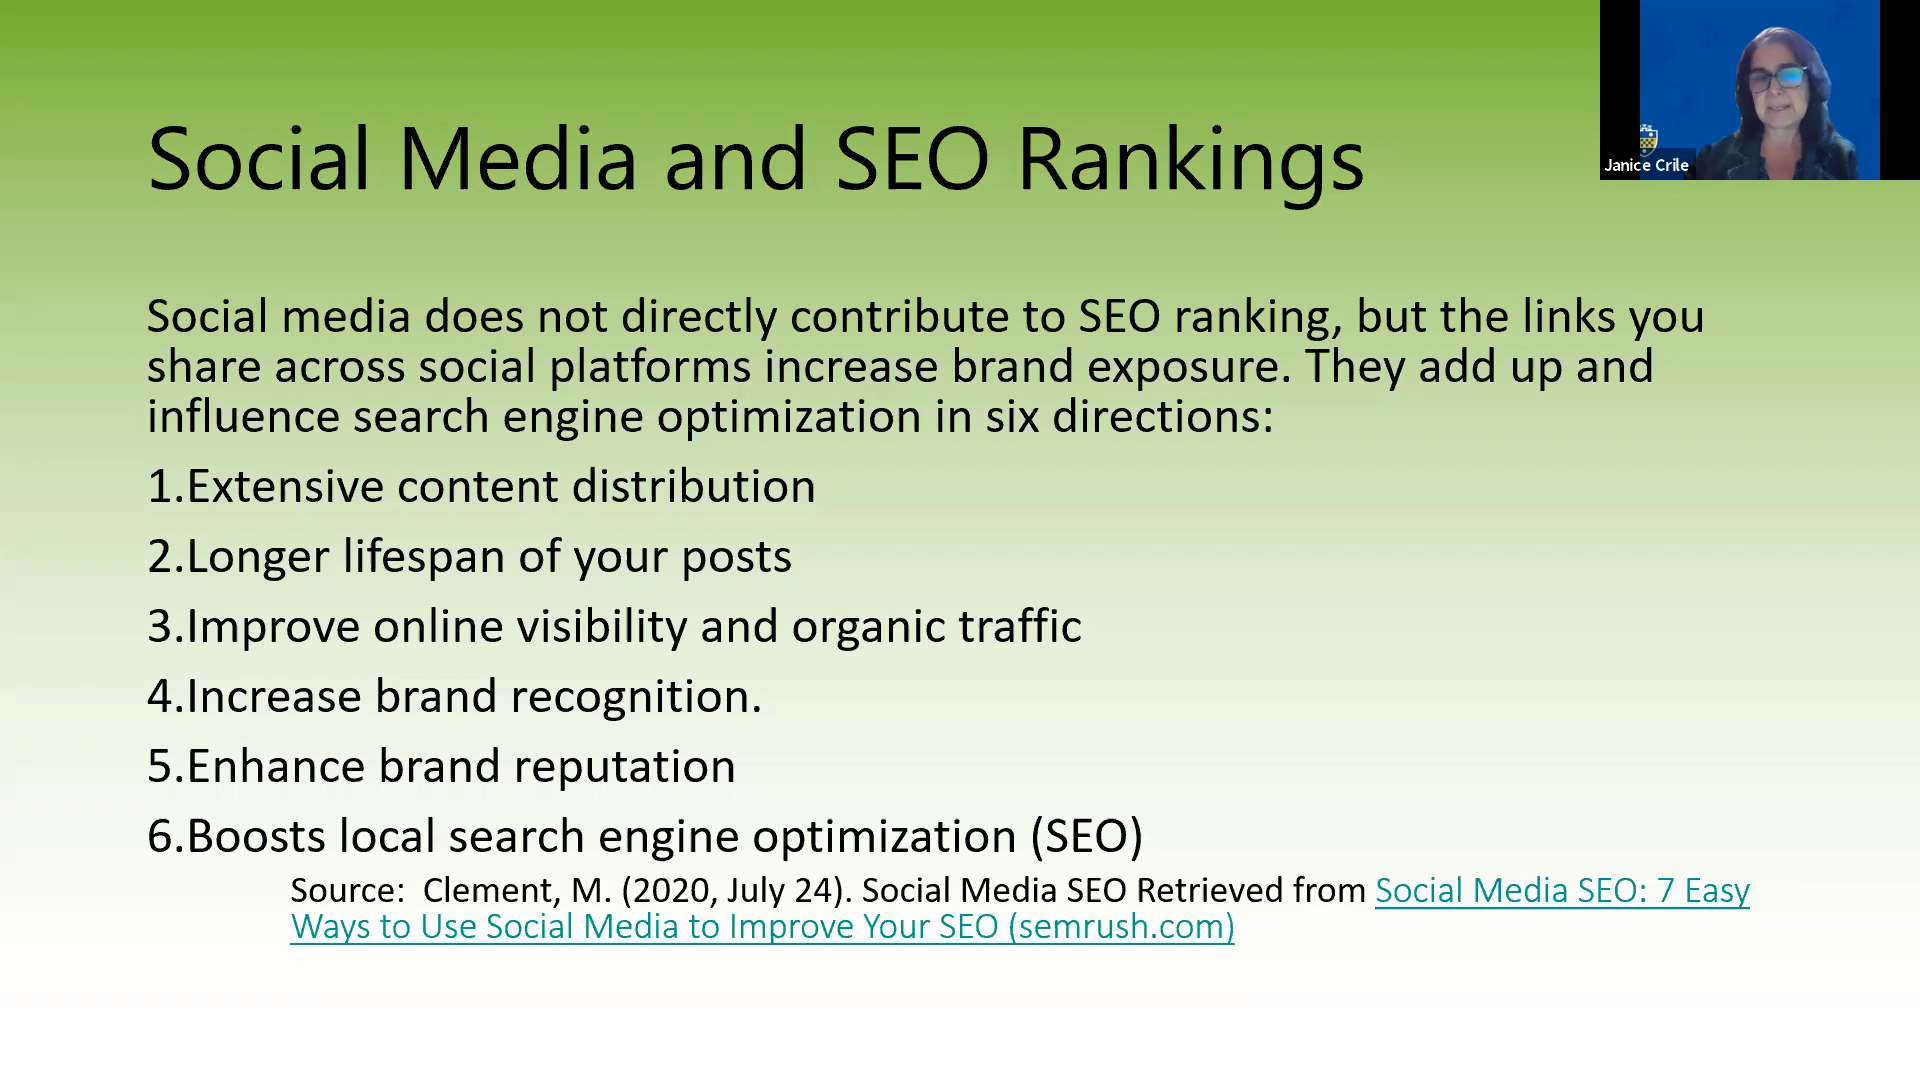 Social Media and SEO Rankings
Janice Crile
Social media does not directly contribute to SEO ranking, but the links you
share across social platforms increase brand exposure. They add up and
influence search engine optimization in six directions:
1.Extensive content distribution
2.Longer lifespan of your posts
3.Improve online visibility and organic traffic
4.Increase brand recognition.
5.Enhance brand reputation
6.Boosts local search engine optimization (SEO)
Source:  Clement, M. (2020, July 24). Social Media SEO Retrieved from Social Media SEO: 7 Easy
Ways to Use Social Media to Improve Your SEO (semrush.com)